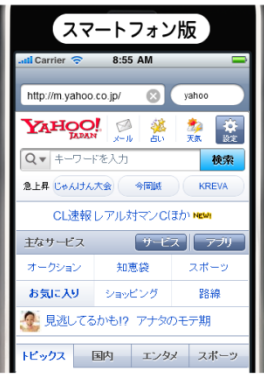 スマートフォン版
Carrier 8:55 AM
http://m.yahoo.co.jp/ yahoo
YAHOO! メール 占い 天気 設定
JAPAN
キーワードを入力 検索
急上昇 じゃんけん大会 今岡誠 KREVA
CL速報レアル対マンCほか NEW!
主なサービス サービス アプリ
オークション 知恵袋 スポーツ
お気に入り ショッピング 路線
見逃してるかも!? アナタのモテ期
トピックス 国内 エンタメ スポーツ